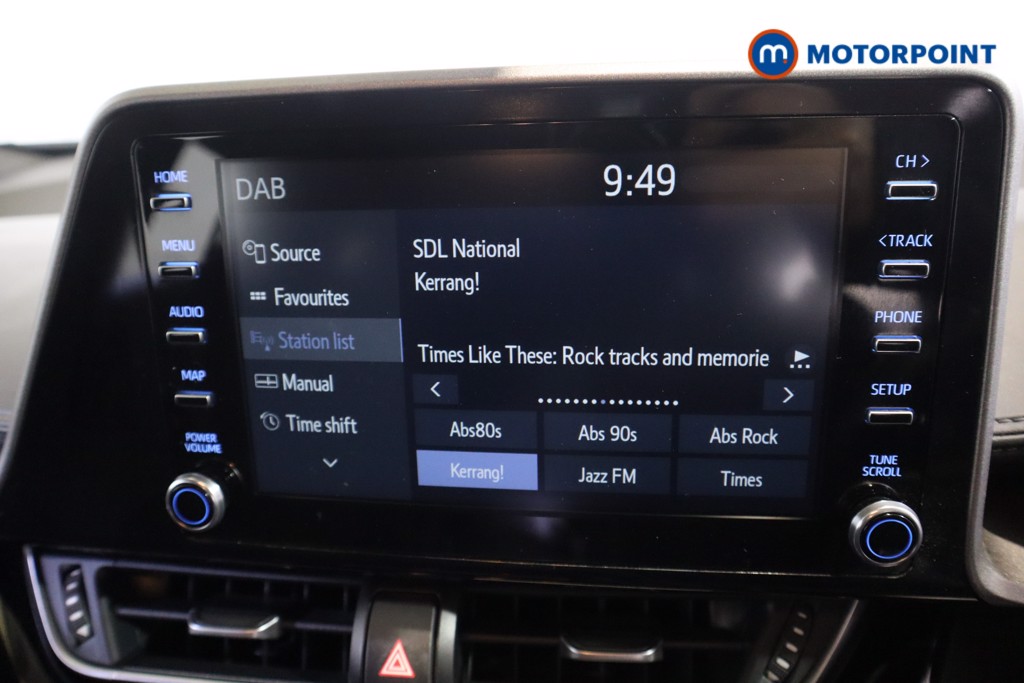 m. MOTORPOINT
HOME
MENU
AUDIO
MAP
POWER
VOLUME
DAB
9:49
Source
Favourites
Station list
Manual
Time shift
SDL National
Kerrang!
Times Like These: Rock tracks and memorie
Abs80s
Abs 90s
Abs Rock
Kerrang!
Jazz FM
Times
CH >
<TRACK
PHONE
SETUP
TUNE
SCROLL